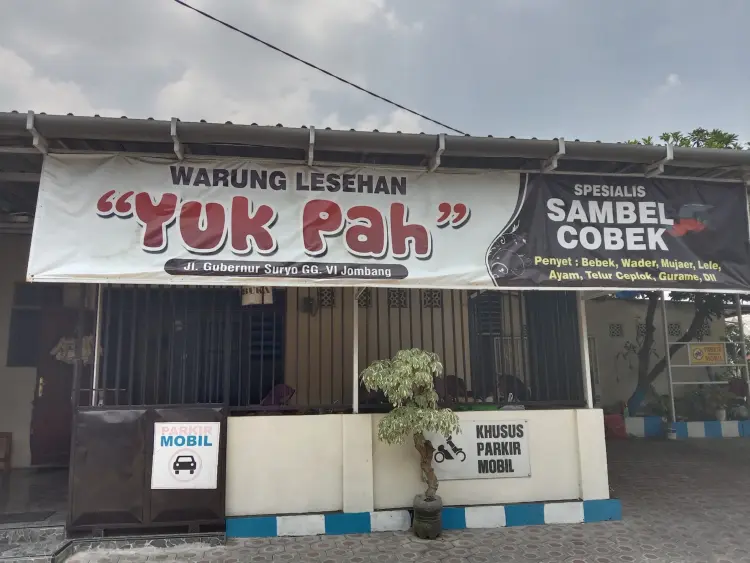 WARUNG LESEHAN
"YUK Pah"
Jl. Gubernur Suryo GG. VI Jombang
SPESIALIS
SAMBEL
COBEK
Penyet : Bebek, Wader, Mujaer, Lele,
Ayam, Telur Ceplok, Gurame, Dll
BUKA
PARKIR
MOBIL
KHUSUS
PARKIR
MOBIL